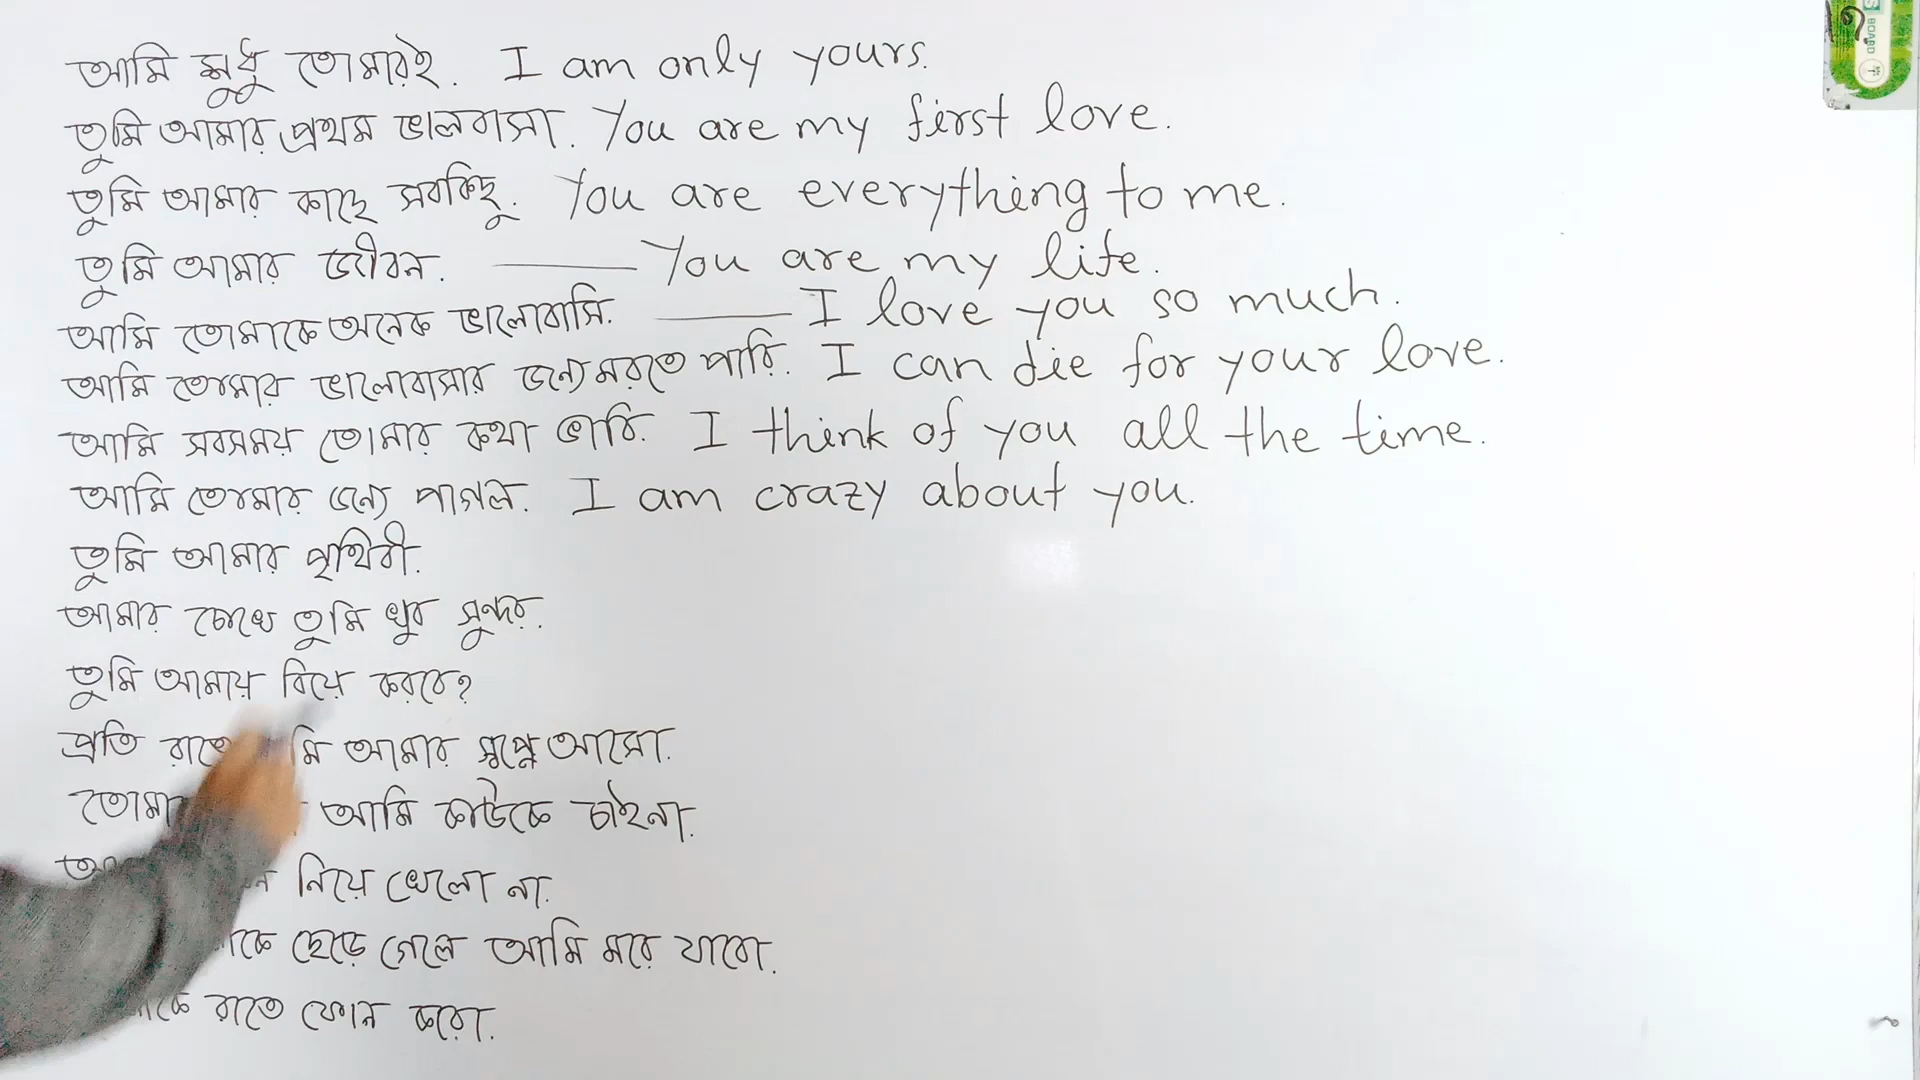 আমি শুধু তোমারই. I am only yours.
তুমি আমার প্রথম ভালবাসা. You are my first love.
তুমি আমার কাছে সবকিছু. You are everything to me.
তুমি আমার জীবন. You are my life.
আমি তোমাকে অনেক ভালোবাসি. I love you so much.
আমি তোমার ভালোবাসার জন্যে মরতে পারি. I can die for your love.
আমি সবসময় তোমার কথা ভাবি. I think of you all the time.
আমি তোমার জন্যে পাগল. I am crazy about you.
তুমি আমার পৃথিবী.
আমার চোখে তুমি খুব সুন্দর.
তুমি আমায় বিয়ে করবে?
প্রতি রাতে আমার স্বপ্নে আসো.
আমি কাউকে চাইনা.
নিয়ে খেলো না.
ছেড়ে গেলে আমি মরে যাবো.
রাতে ফোন করো.
BOARD